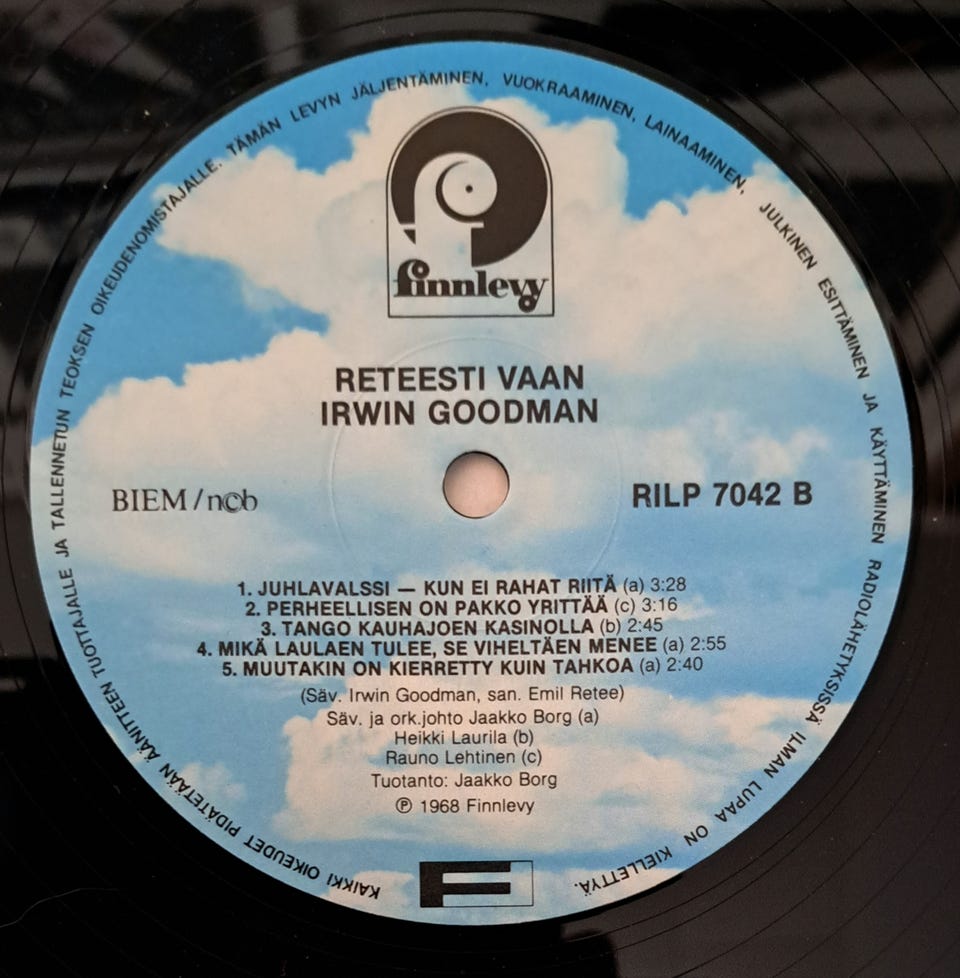 KAIKKI OIKEUDET PIDÄTETÄÄN ÄÄNITTEEN TUOTTAJALLE JA TALLENNETUN TEOKSEN OIKEUDENOMISTAJALLE. TÄMÄN LEVYN JÄLJENTÄMINEN, VUOKRAAMINEN, LAINAAMINEN, JULKINEN ESITTÄMINEN JA KÄYTTÄMINEN RADIOLÄHETYKSISSÄ ILMAN LUPAA ON KIELLETTYÄ.
finnlevy
RETEESTI VAAN
IRWIN GOODMAN
BIEM/ncb
RILP 7042 B
1. JUHLAVALSSI — KUN EI RAHAT RIITÄ (a) 3:28
2. PERHEELLISEN ON PAKKO YRITTÄÄ (c) 3:16
3. TANGO KAUHAJOEN KASINOLLA (b) 2:45
4. MIKÄ LAULAEN TULEE, SE VIHELTÄEN MENEE (a) 2:55
5. MUUTAKIN ON KIERRETTY KUIN TAHKOA (a) 2:40
(Säv. Irwin Goodman, san. Emil Retee)
Säv. ja ork.johto Jaakko Borg (a)
Heikki Laurila (b)
Rauno Lehtinen (c)
Tuotanto: Jaakko Borg
℗ 1968 Finnlevy
F